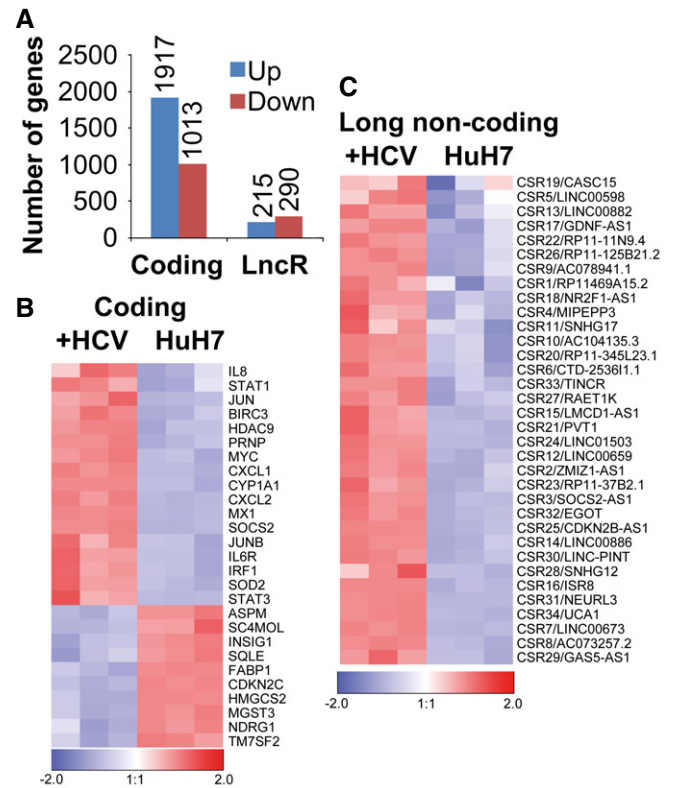 A
Number of genes
2500
2000
1500
1000
500
0
1917
1013
215
290
Up
Down
Coding LncR
B
Coding
+HCV HuH7
IL8
STAT1
JUN
BIRC3
HDAC9
PRNP
MYC
CXCL1
CYP1A1
CXCL2
MX1
SOCS2
JUNB
IL6R
IRF1
SOD2
STAT3
ASPM
SC4MOL
INSIG1
SQLE
FABP1
CDKN2C
HMGCS2
MGST3
NDRG1
TM7SF2
-2.0 1:1 2.0
C
Long non-coding
+HCV HuH7
CSR19/CASC15
CSR5/LINC00598
CSR13/LINC00882
CSR17/GDNF-AS1
CSR22/RP11-11N9.4
CSR26/RP11-125B21.2
CSR9/AC078941.1
CSR1/RP11469A15.2
CSR18/NR2F1-AS1
CSR4/MIPEPP3
CSR11/SNHG17
CSR10/AC104135.3
CSR20/RP11-345L23.1
CSR6/CTD-2536I1.1
CSR33/TINCR
CSR27/RAET1K
CSR15/LMCD1-AS1
CSR21/PVT1
CSR24/LINC01503
CSR12/LINC00659
CSR2/ZMIZ1-AS1
CSR23/RP11-37B2.1
CSR3/SOCS2-AS1
CSR32/EGOT
CSR25/CDKN2B-AS1
CSR14/LINC00886
CSR30/LINC-PINT
CSR28/SNHG12
CSR16/ISR8
CSR31/NEURL3
CSR34/UCA1
CSR7/LINC00673
CSR8/AC073257.2
CSR29/GAS5-AS1
-2.0 1:1 2.0